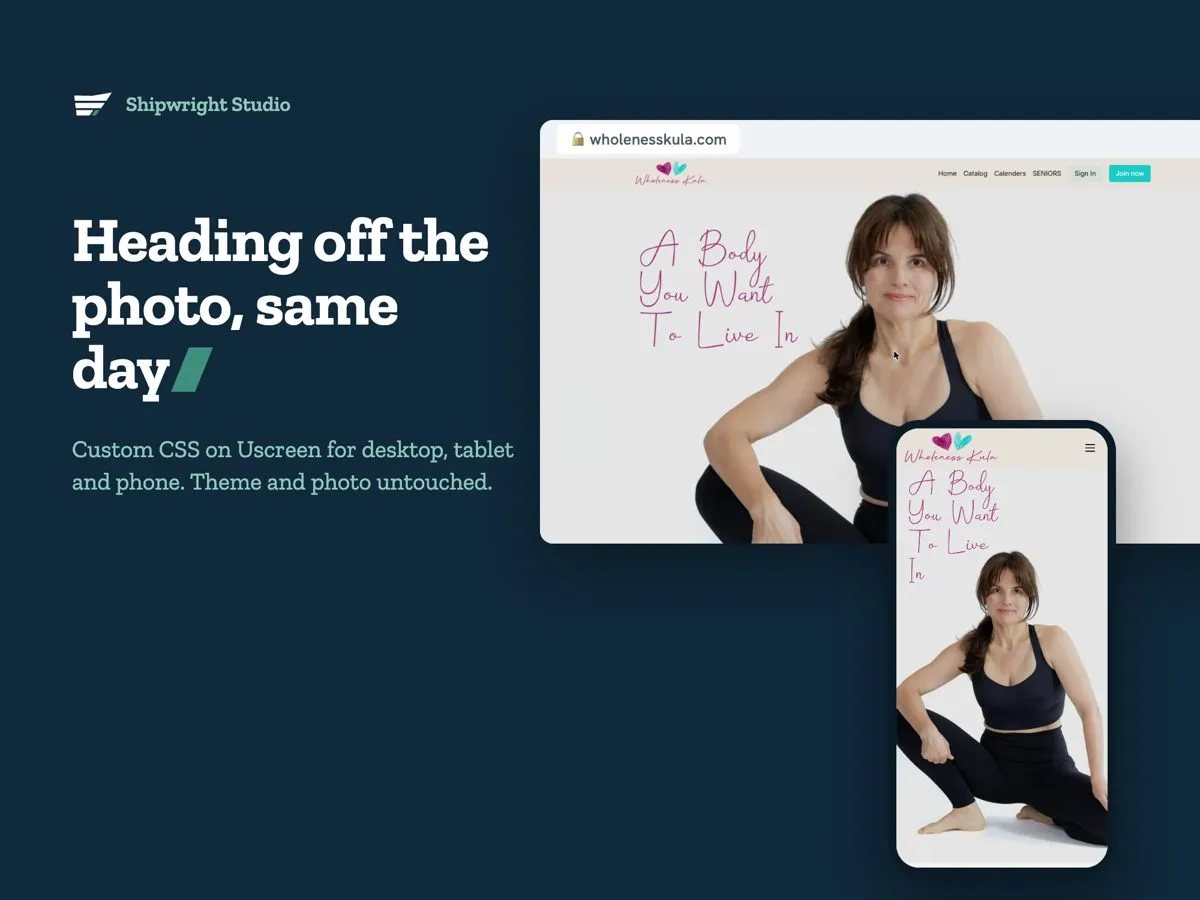 Shipwright Studio
Heading off the
photo, same
day
Custom CSS on Uscreen for desktop, tablet
and phone. Theme and photo untouched.
wholenesskula.com
Wholeness Kula
Home Catalog Calenders SENIORS Sign In Join now
A Body
You Want
To Live In
Wholeness Kula
A Body
You Want
To Live
In